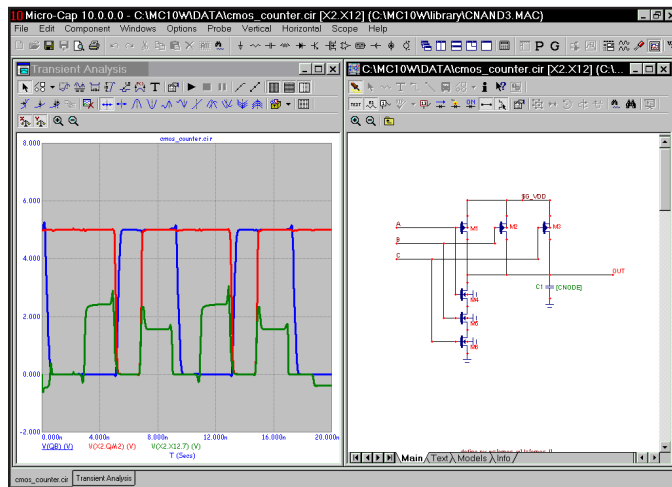 Micro-Cap 10.0.0.0 - C:\MC10W\DATA\cmos_counter.cir [X2.X12] (C:\MC10W\library\CNAND3.MAC)
File Edit Component Windows Options Probe Vertical Horizontal Scope Help
P G
Transient Analysis
T
cmos_counter.cir
8.000
6.000
4.000
2.000
0.000
-2.000
0.000n 4.000n 8.000n 12.000n 16.000n 20.000n
V(QB) (V) V(X2.QM2) (V) V(X2.X12.7) (V)
T (Secs)
C:\MC10W\DATA\cmos_counter.cir [X2.X12] (C:\...
T
TEXT
A
B
C
M1
M2
M3
OUT
C1 [CNODE]
M4
M5
Main Text Models Info
cmos_counter.cir Transient Analysis